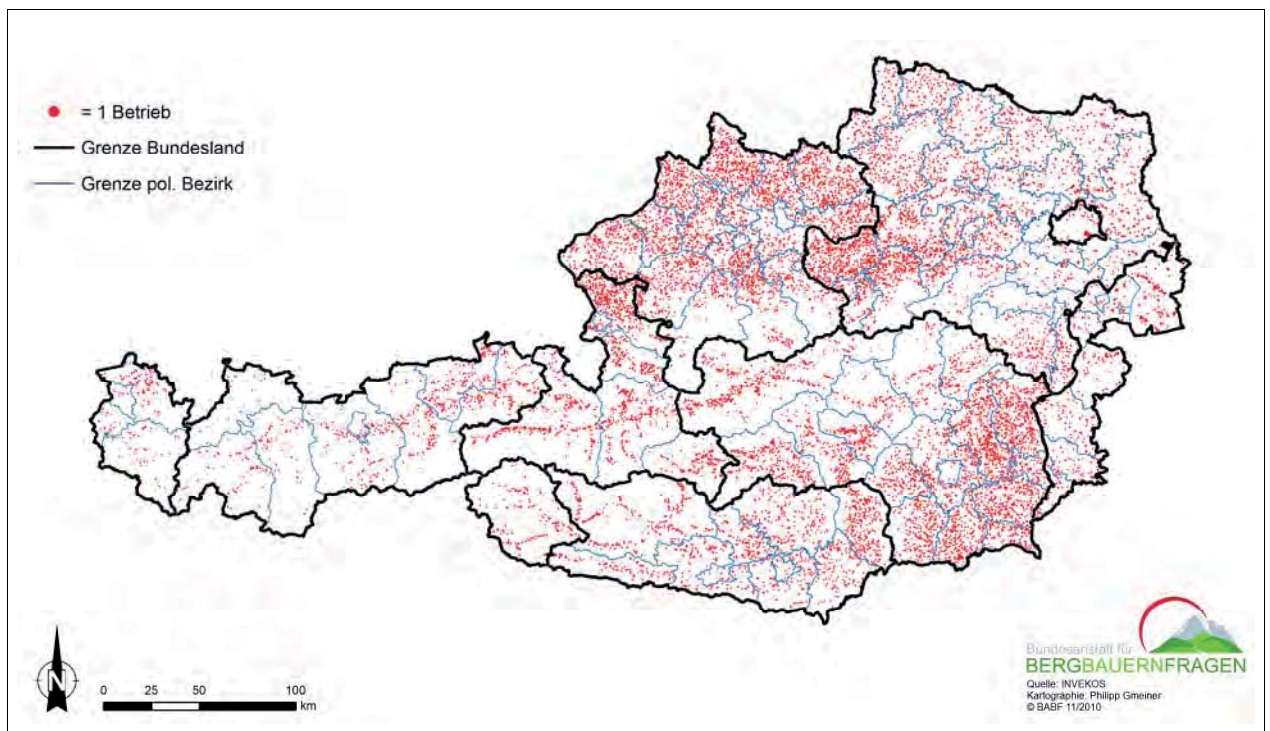 = 1 Betrieb
Grenze Bundesland
Grenze pol. Bezirk
N
0 25 50 100
km
Bundesanstalt für
BERGBAUERNFRAGEN
Quelle: INVEKOS
Kartographie: Philipp Gmeiner
© BABF 11/2010